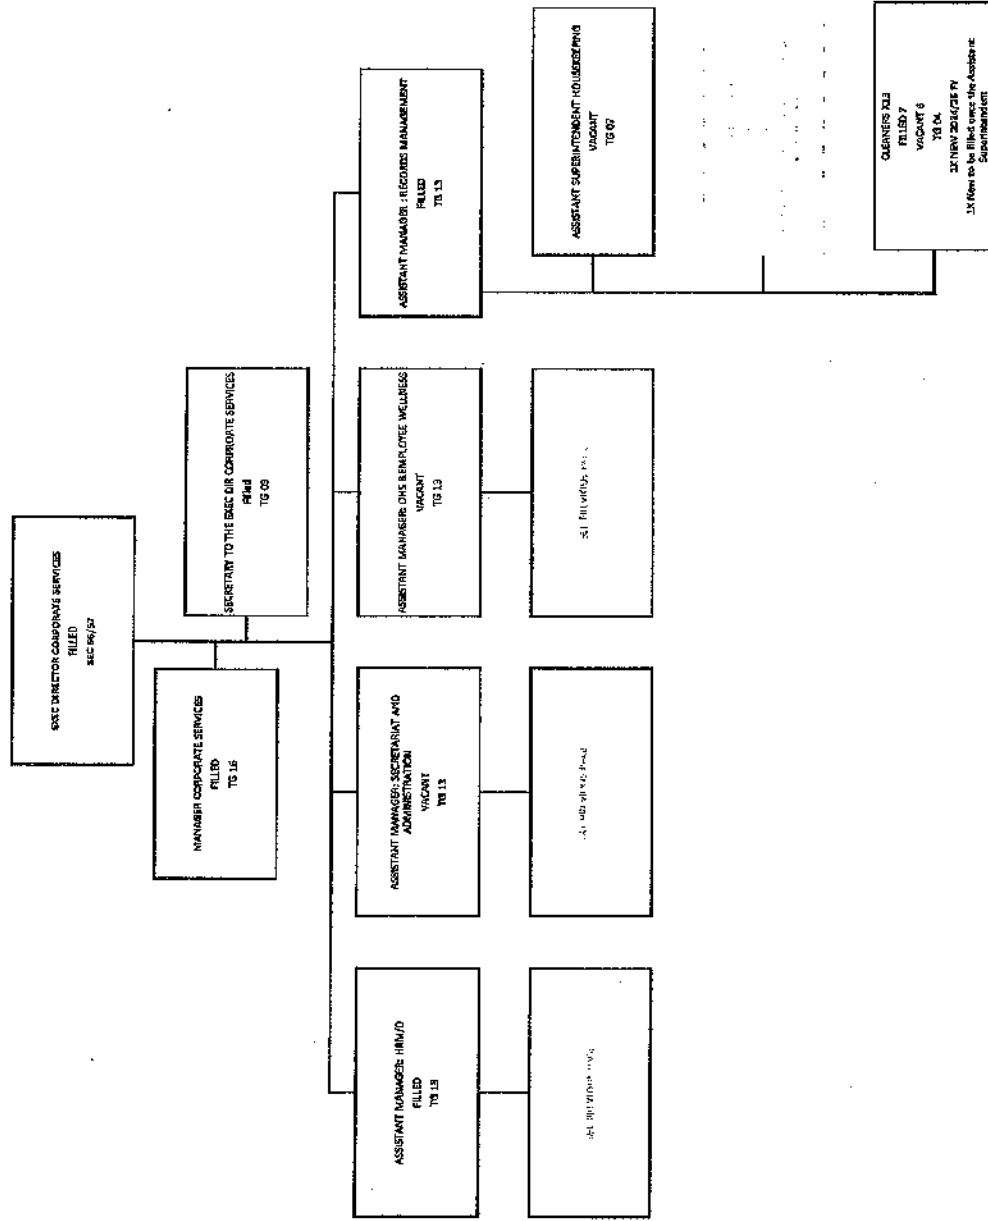 EXEC DIRECTOR CORPORATE SERVICES
FILLED
SEC 56/57
MANAGER CORPORATE SERVICES
FILLED
TG 16
SECRETARY TO THE EXEC DIR CORPRORATE SERVICES
Filled
TG 09
ASSISTANT MANAGER: HRM/D
FILLED
TG 13
ASSISTANT MANAGER: SECRETARIAT AND
ADMINISTRATION
VACANT
TG 13
ASSISTANT MANAGER: OHS & EMPLOYEE WELLNESS
VACANT
TG 13
ASSISTANT MANAGER : RECORDS MANAGEMENT
FILLED
TG 13
ASSISTANT SUPERINTENDENT HOUSEKEEPING
VACANT
TG 07
CLEANERS X13
FILLED 7
VACANT 6
TG 04
1X NEW 2024/25 FY
1X New to be filled once the Assistent
Superintendent